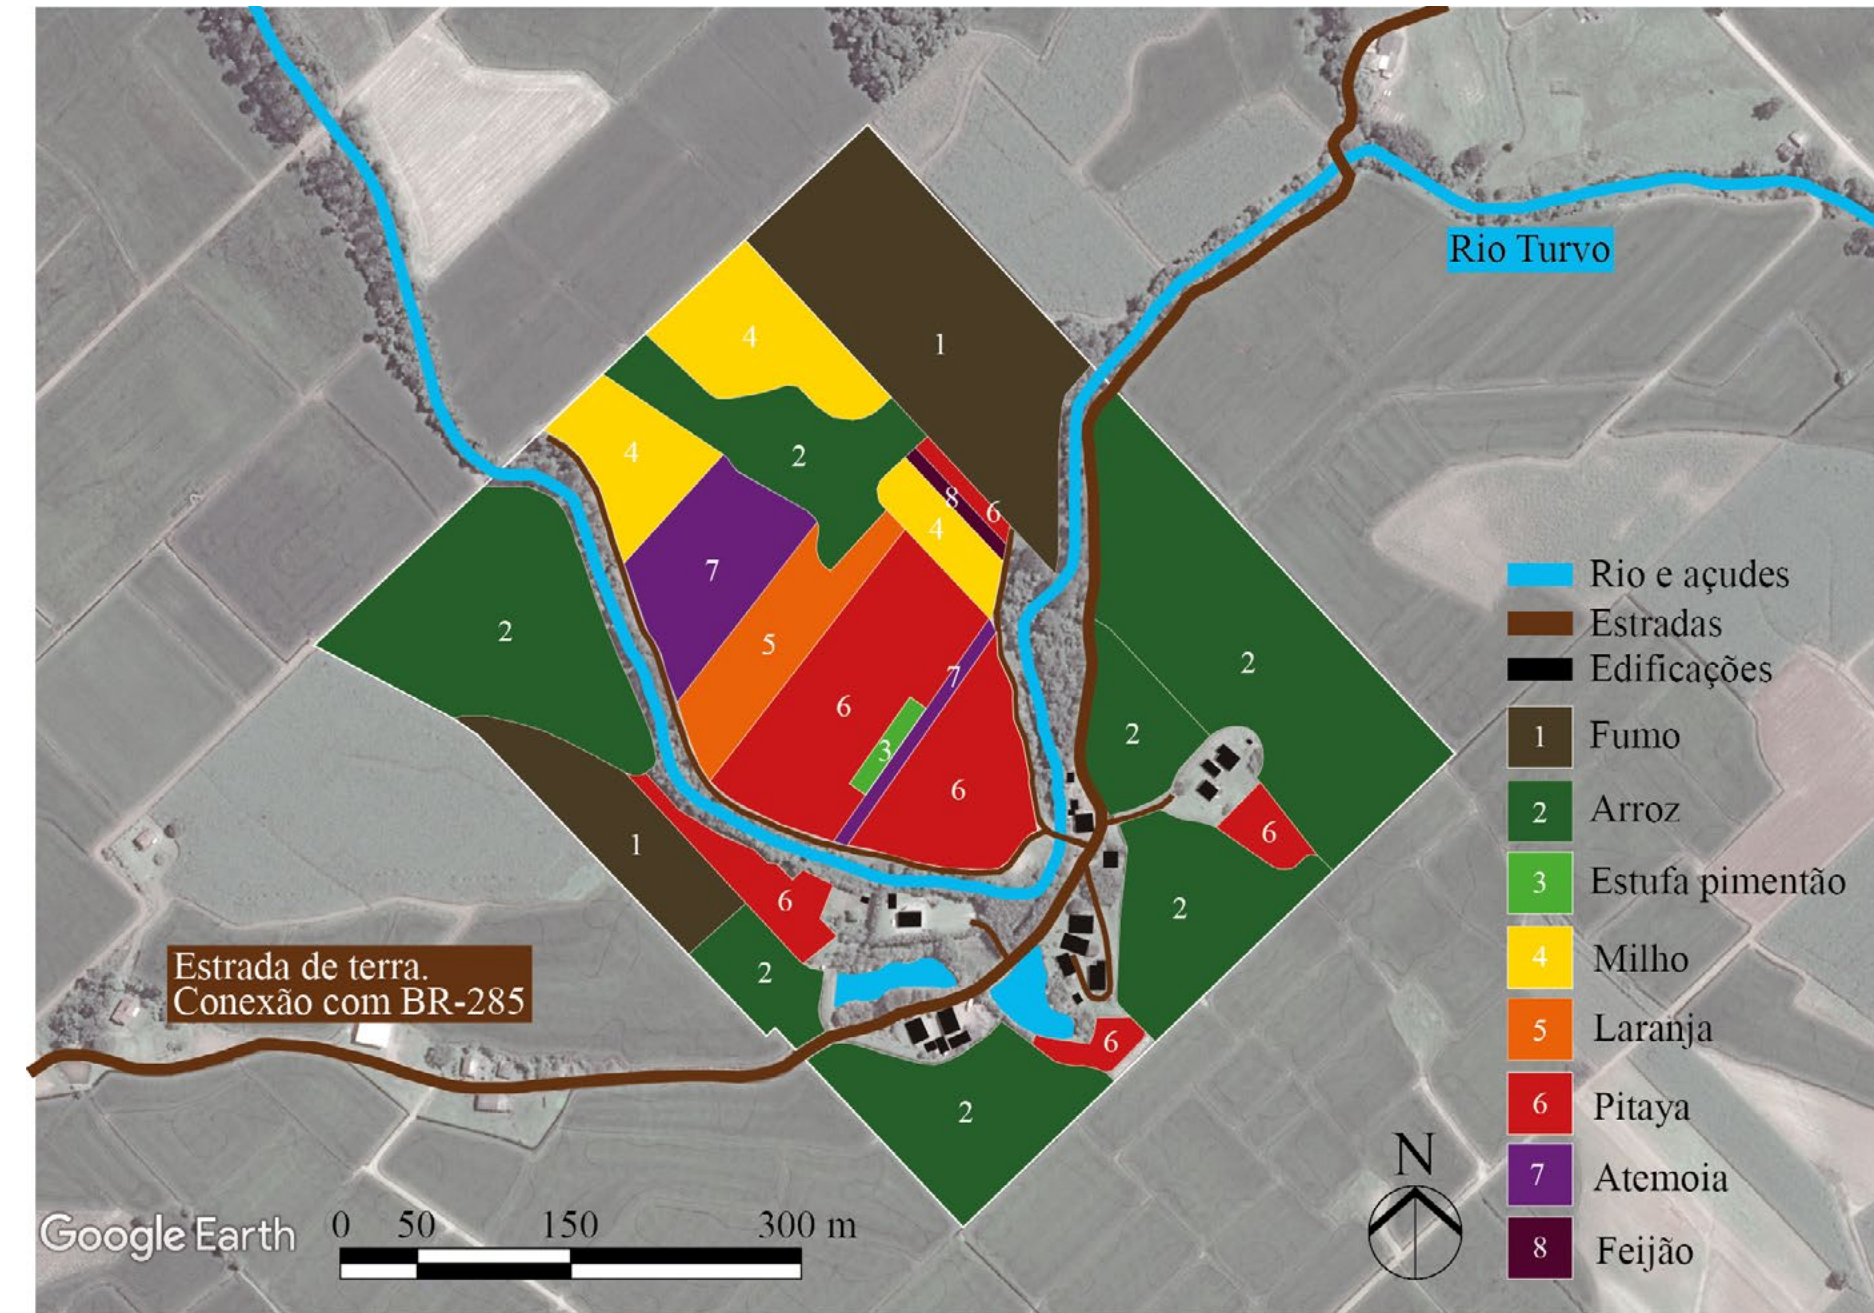 Rio Turvo
1
4
4
2
8
6
4
7
2
5
7
6
3
6
2
2
6
1
6
2
2
6
2
2
Estrada de terra.
Conexão com BR-285
Rio e açudes
Estradas
Edificações
1 Fumo
2 Arroz
3 Estufa pimentão
4 Milho
5 Laranja
6 Pitaya
7 Atemoia
8 Feijão
N
Google Earth
0 50 150 300 m